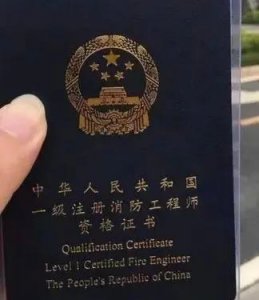 中华人民共和国
一级注册消防工程师
资格证书
Qualification Certificate
Level 1 Certified Fire Engineer
The People's Republic of China